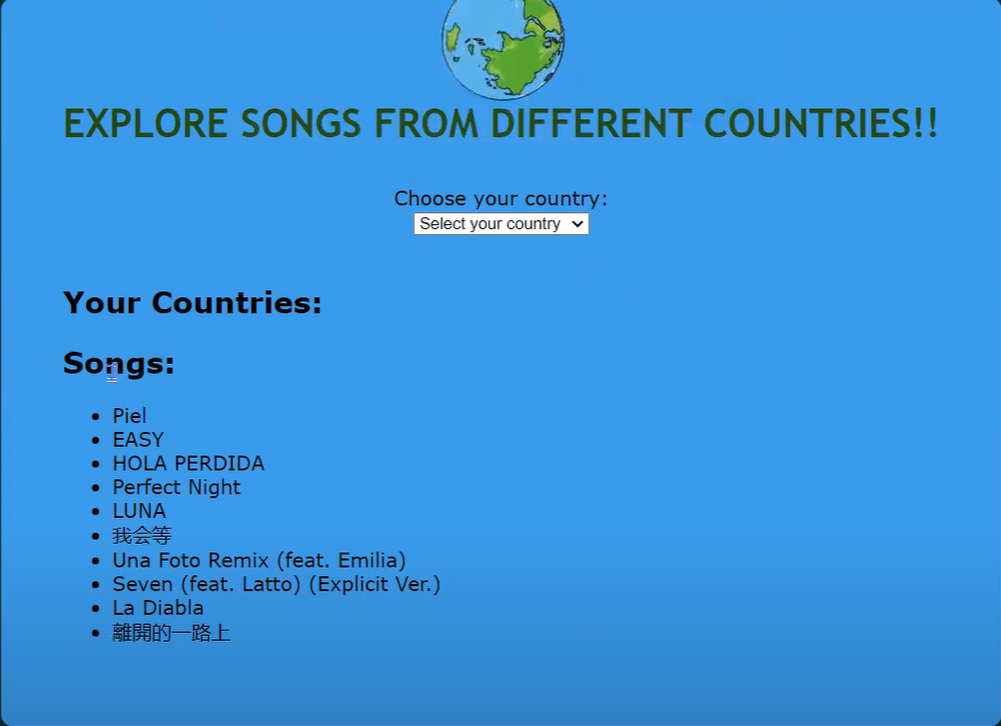 EXPLORE SONGS FROM DIFFERENT COUNTRIES!!
Choose your country:
Select your country
Your Countries:
Songs:
Piel
EASY
HOLA PERDIDA
Perfect Night
LUNA
我会等
Una Foto Remix (feat. Emilia)
Seven (feat. Latto) (Explicit Ver.)
La Diabla
離開的一路上